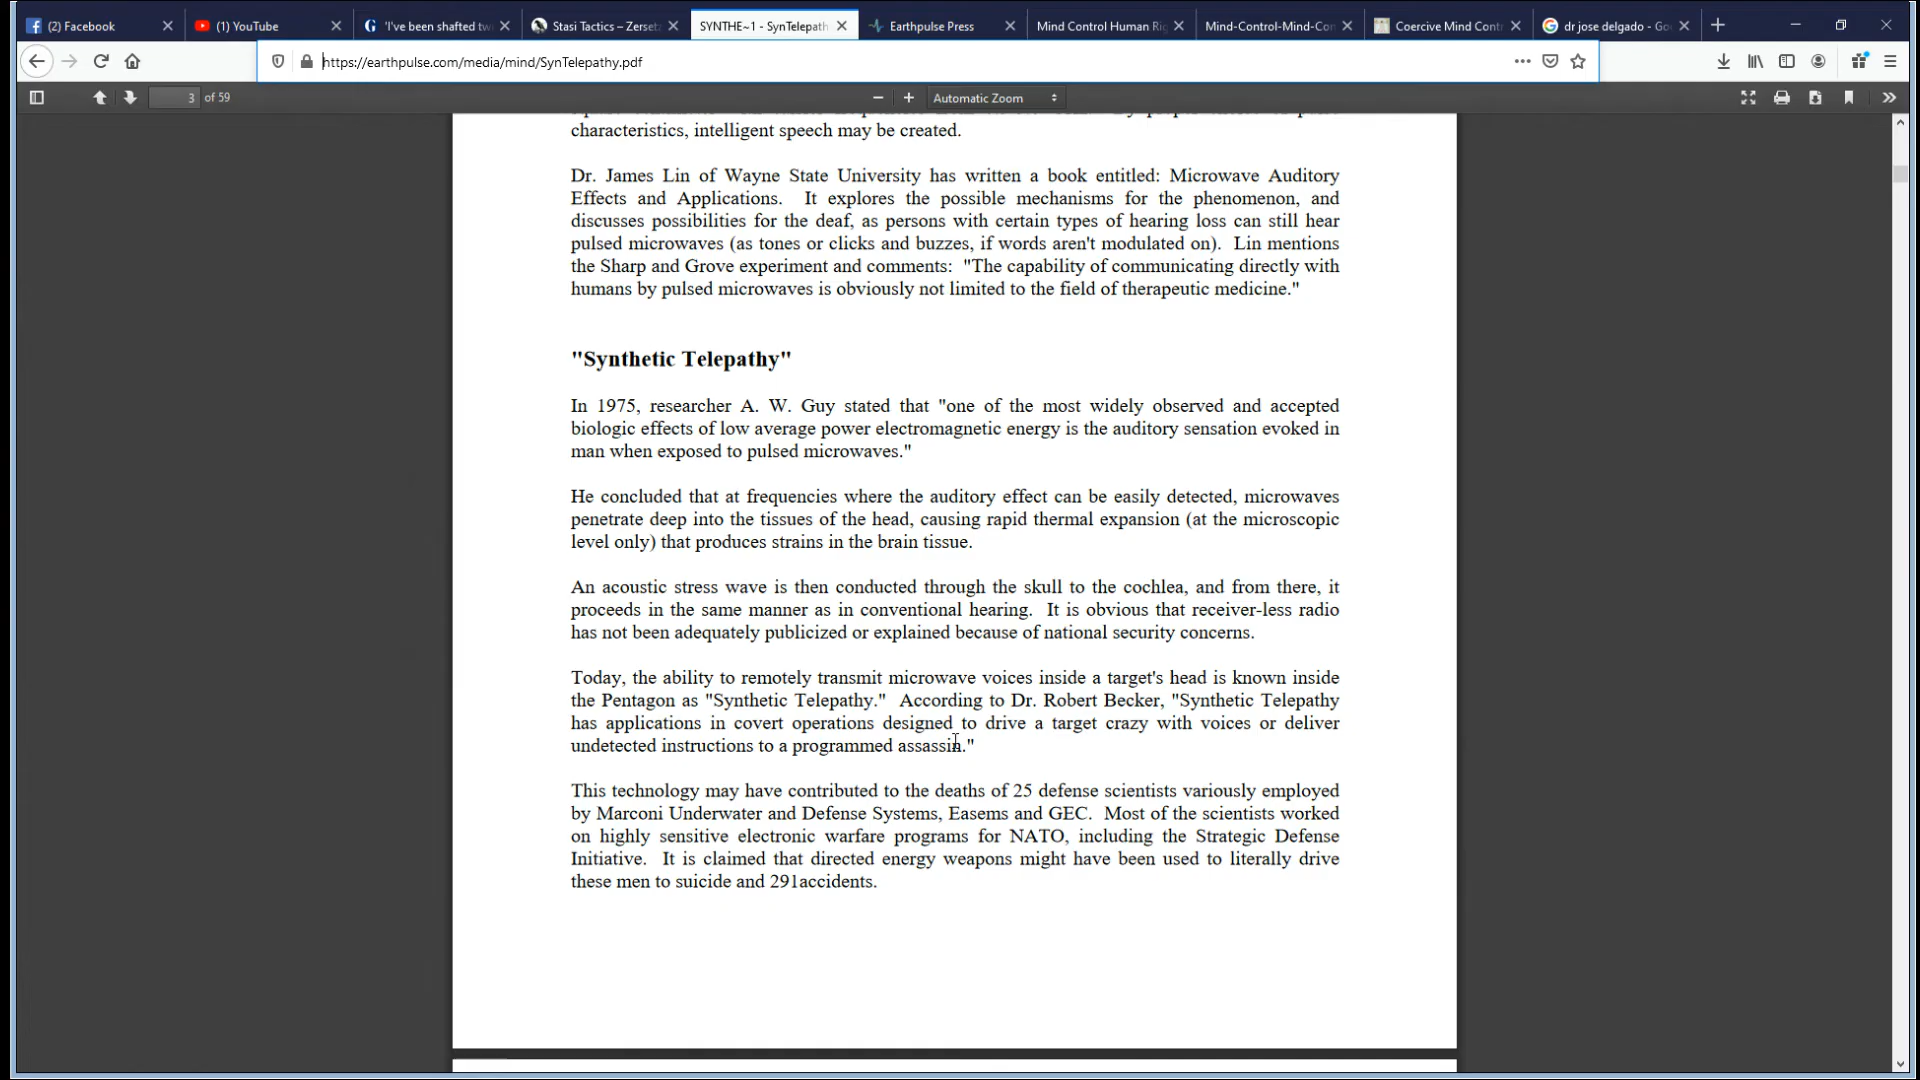 (2) Facebook
(1) YouTube
'I've been shafted tw
Stasi Tactics – Zersetz
SYNTHE~1 - SynTelepath
Earthpulse Press
Mind Control Human Rig
Mind-Control-Mind-Con
Coercive Mind Contr
dr jose delgado - Goo
https://earthpulse.com/media/mind/SynTelepathy.pdf
3 of 59
Automatic Zoom
characteristics, intelligent speech may be created.
Dr. James Lin of Wayne State University has written a book entitled: Microwave Auditory
Effects and Applications. It explores the possible mechanisms for the phenomenon, and
discusses possibilities for the deaf, as persons with certain types of hearing loss can still hear
pulsed microwaves (as tones or clicks and buzzes, if words aren't modulated on). Lin mentions
the Sharp and Grove experiment and comments: "The capability of communicating directly with
humans by pulsed microwaves is obviously not limited to the field of therapeutic medicine."
"Synthetic Telepathy"
In 1975, researcher A. W. Guy stated that "one of the most widely observed and accepted
biologic effects of low average power electromagnetic energy is the auditory sensation evoked in
man when exposed to pulsed microwaves."
He concluded that at frequencies where the auditory effect can be easily detected, microwaves
penetrate deep into the tissues of the head, causing rapid thermal expansion (at the microscopic
level only) that produces strains in the brain tissue.
An acoustic stress wave is then conducted through the skull to the cochlea, and from there, it
proceeds in the same manner as in conventional hearing. It is obvious that receiver-less radio
has not been adequately publicized or explained because of national security concerns.
Today, the ability to remotely transmit microwave voices inside a target's head is known inside
the Pentagon as "Synthetic Telepathy." According to Dr. Robert Becker, "Synthetic Telepathy
has applications in covert operations designed to drive a target crazy with voices or deliver
undetected instructions to a programmed assassin."
This technology may have contributed to the deaths of 25 defense scientists variously employed
by Marconi Underwater and Defense Systems, Easems and GEC. Most of the scientists worked
on highly sensitive electronic warfare programs for NATO, including the Strategic Defense
Initiative. It is claimed that directed energy weapons might have been used to literally drive
these men to suicide and 291accidents.